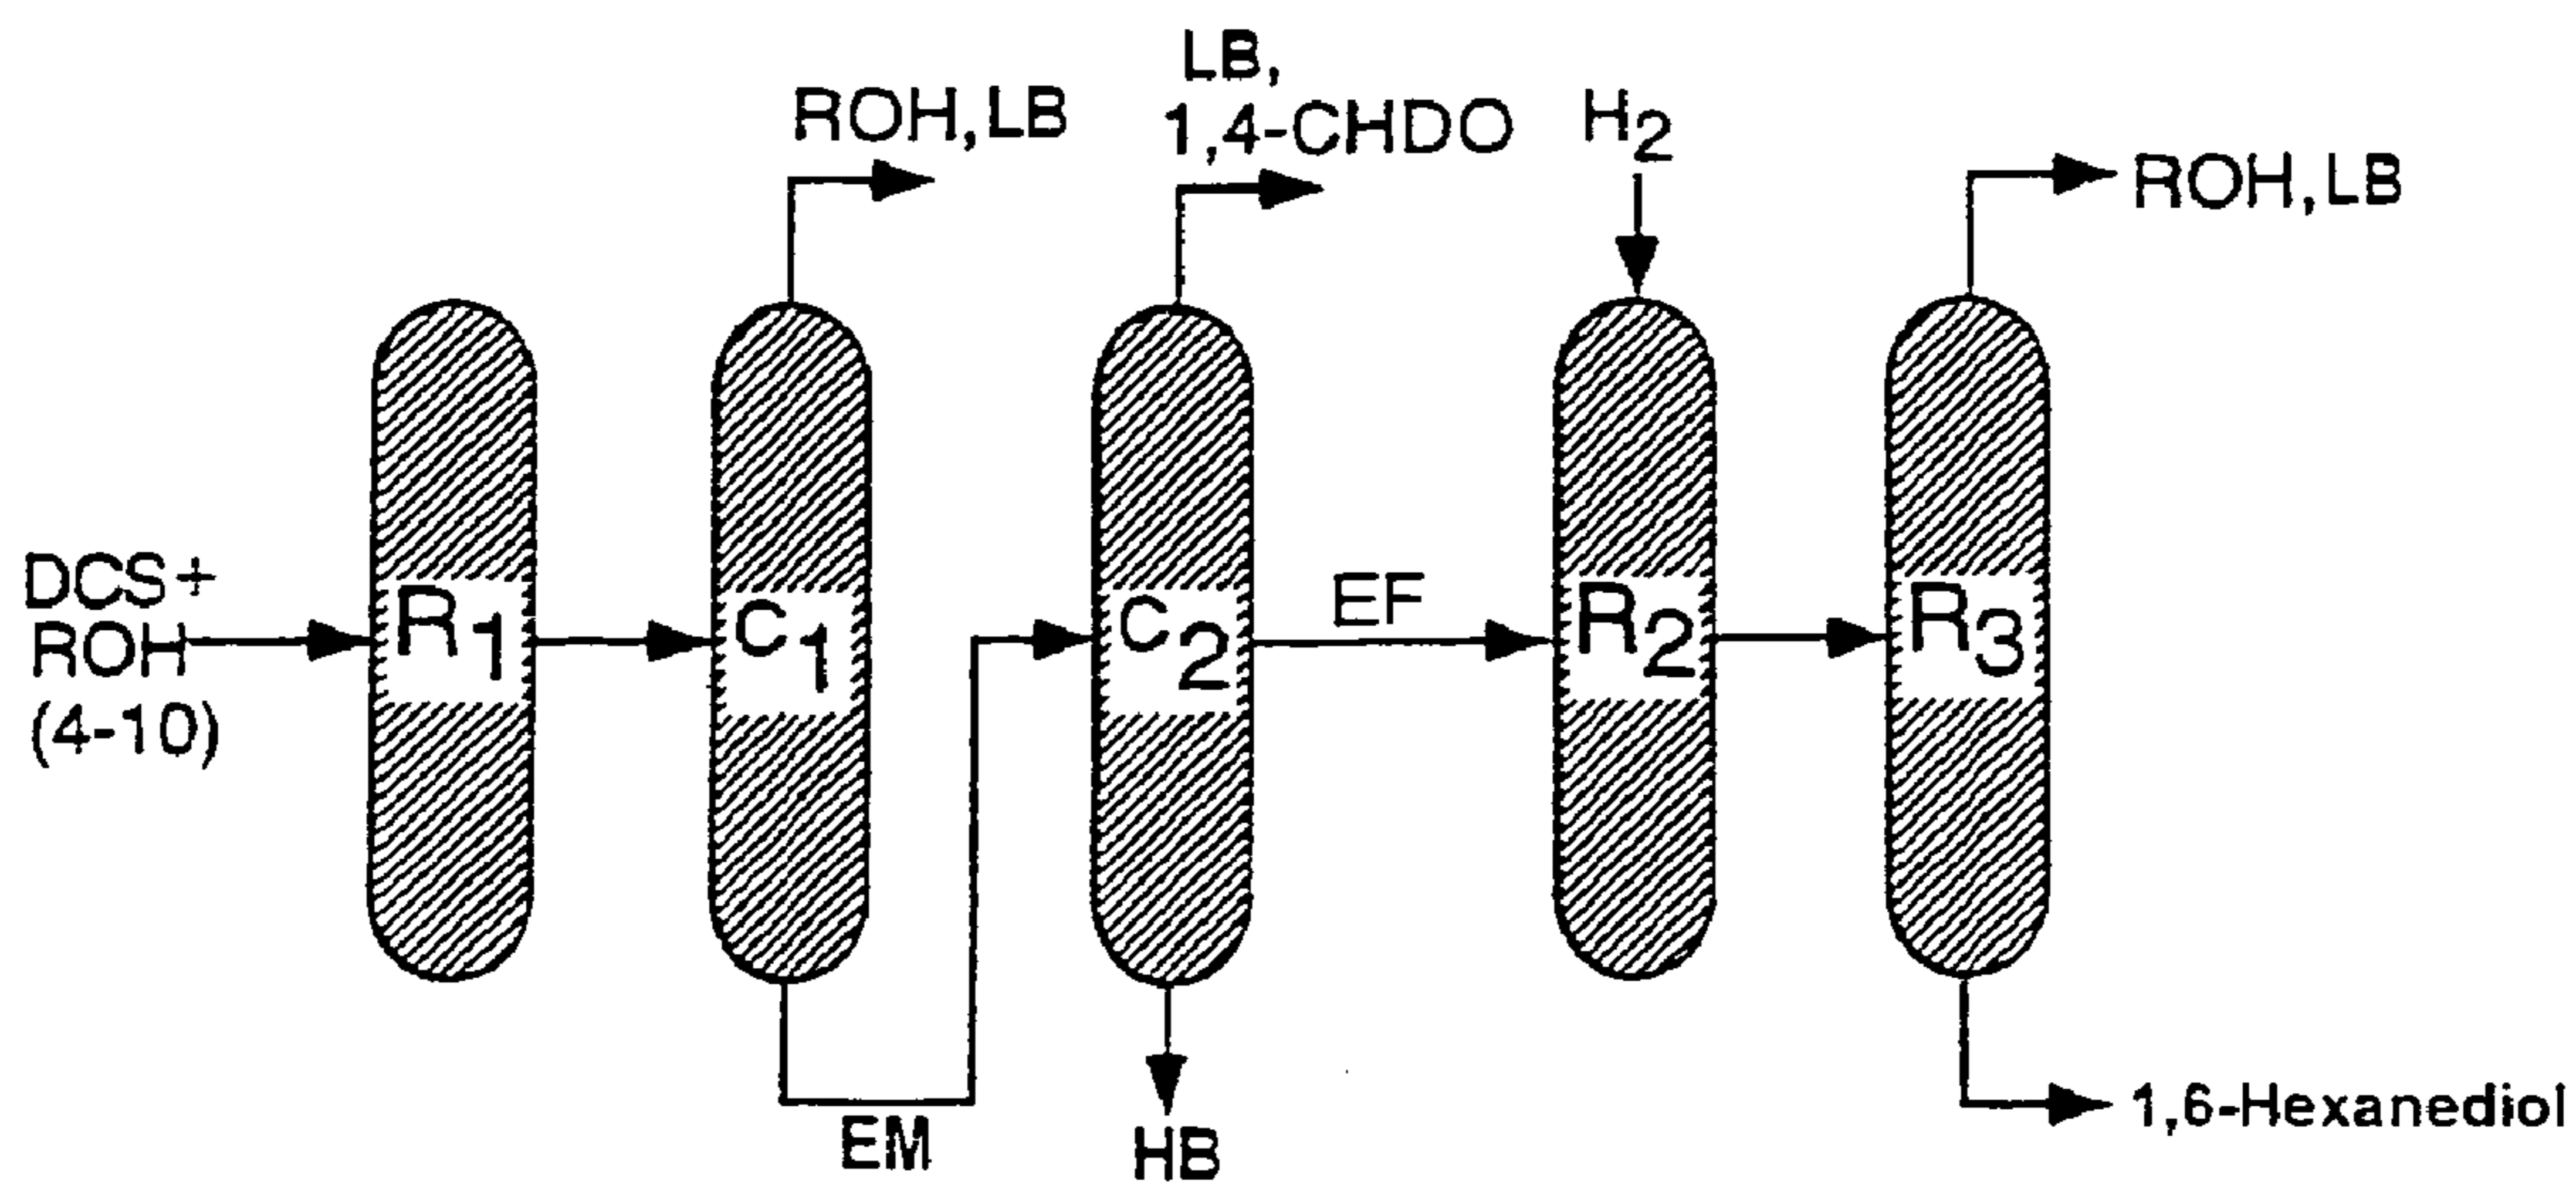 DCS+
ROH
(4-10)
R1
ROH,LB
C1
EM
LB,
1,4-CHDO
C2
HB
EF
H2
R2
R3
ROH,LB
1,6-Hexanediol